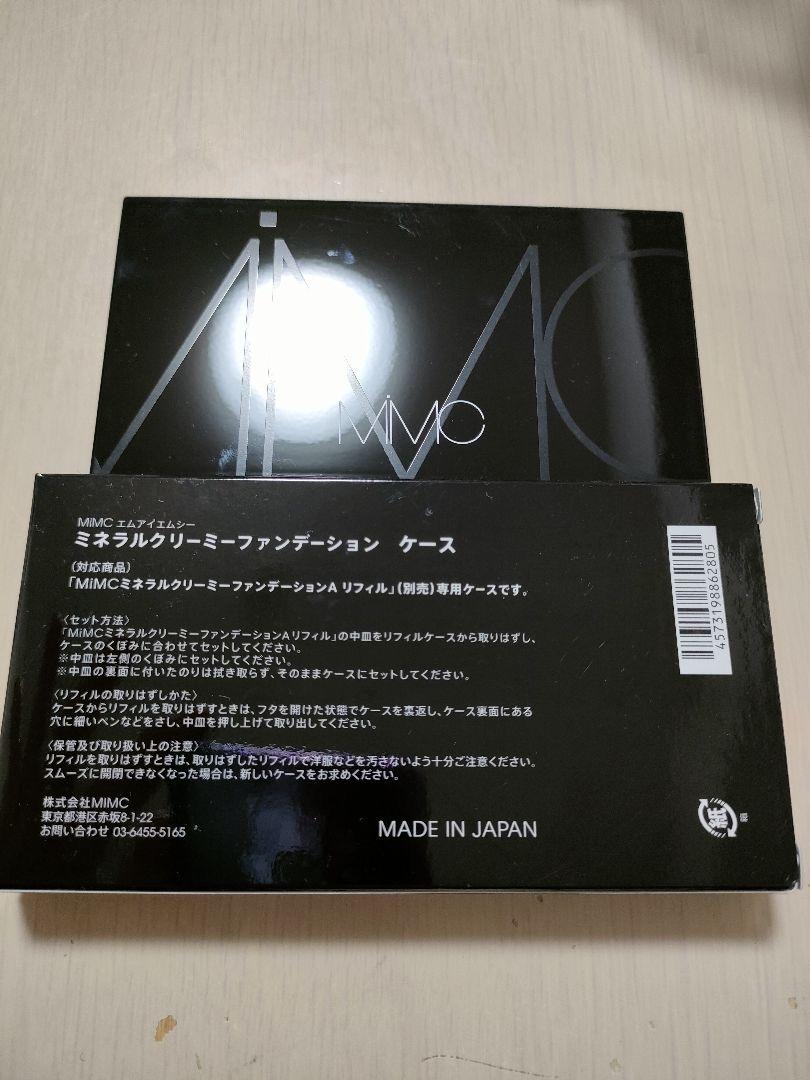 MiMC
MiMC
MiMC エムアイエムシー
ミネラルクリーミーファンデーション ケース
〔対応商品〕
「MiMCミネラルクリーミーファンデーションA リフィル」(別売)専用ケースです。
〈セット方法〉
「MiMCミネラルクリーミーファンデーションAリフィル」の中皿をリフィルケースから取りはずし、
ケースのくぼみに合わせてセットしてください。
※中皿は左側のくぼみにセットしてください。
※中皿の裏面に付いたのりは拭き取らず、そのままケースにセットしてください。
〈リフィルの取りはずしかた〉
ケースからリフィルを取りはずすときは、フタを開けた状態でケースを裏返し、ケース裏面にある
穴に細いペンなどをさし、中皿を押し上げて取り出してください。
〈保管及び取り扱い上の注意〉
リフィルを取りはずすときは、取りはずしたリフィルで洋服などを汚さないよう十分ご注意ください。
スムーズに開閉できなくなった場合は、新しいケースをお求めください。
株式会社MIMC
東京都港区赤坂8-1-22
お問い合わせ 03-6455-5165
MADE IN JAPAN
4573198862805
紙